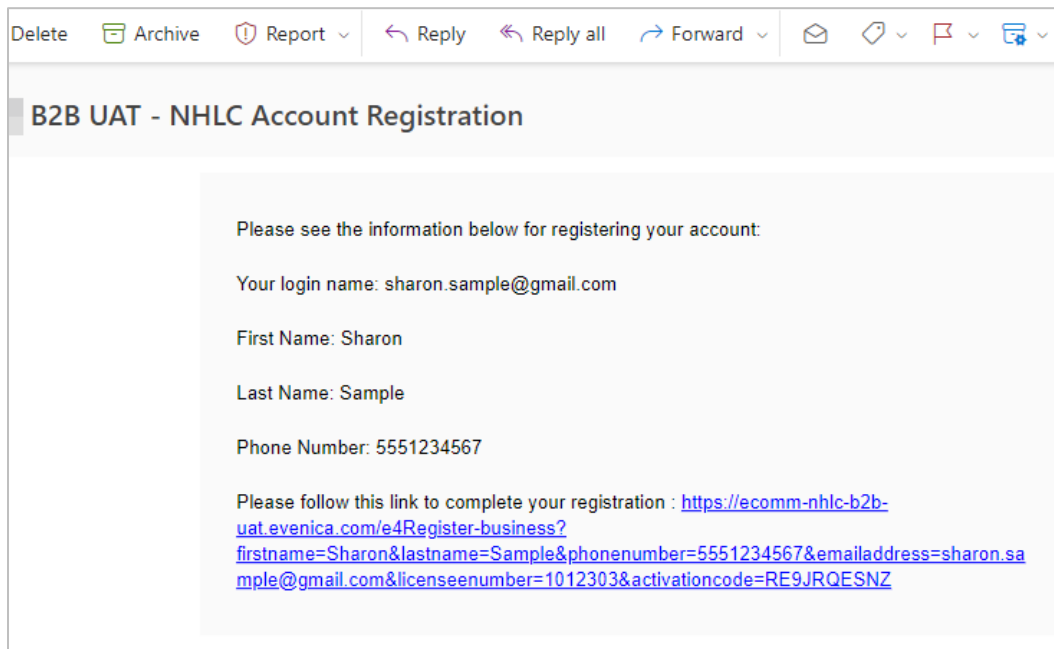 Delete Archive Report Reply Reply all Forward
B2B UAT - NHLC Account Registration
Please see the information below for registering your account:
Your login name: sharon.sample@gmail.com
First Name: Sharon
Last Name: Sample
Phone Number: 5551234567
Please follow this link to complete your registration : https://ecomm-nhlc-b2b-
uat.evenica.com/e4Register-business?
firstname=Sharon&lastname=Sample&phonenumber=5551234567&emailaddress=sharon.sa
mple@gmail.com&licenseenumber=1012303&activationcode=RE9JRQESNZ